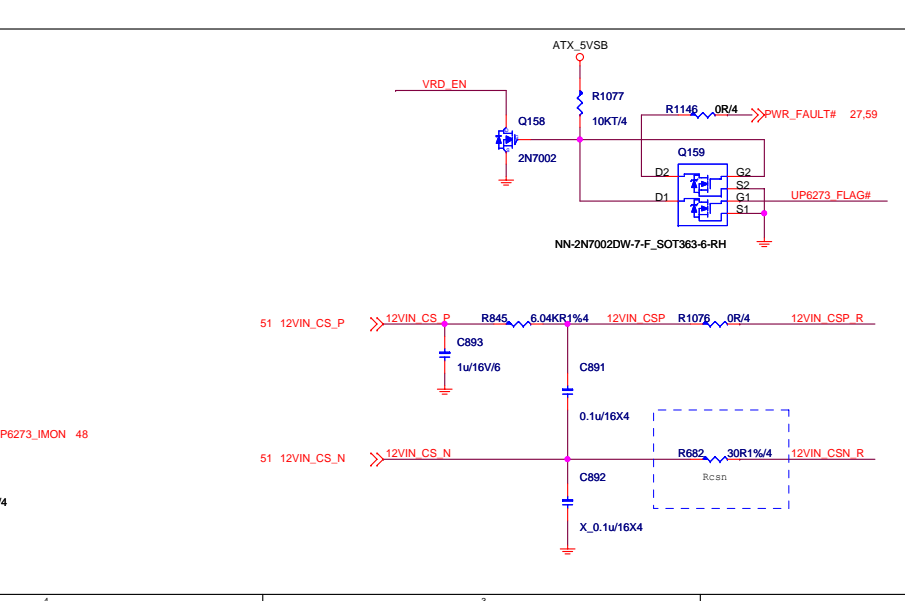 ATX_5VSB
VRD_EN
R1077
10KT/4
R1146 0R/4
PWR_FAULT# 27,59
Q158
2N7002
Q159
D2 G2
S2
D1 G1 UP6273_FLAG#
S1
NN-2N7002DW-7-F_SOT363-6-RH
51 12VIN_CS_P 12VIN_CS_P R845 6.04KR1%4 12VIN_CSP R1076 0R/4 12VIN_CSP_R
C893
1u/16V/6
C891
0.1u/16X4
P6273_IMON 48
51 12VIN_CS_N 12VIN_CS_N R682 30R1%/4 12VIN_CSN_R
Rcsn
C892
/4
X_0.1u/16X4